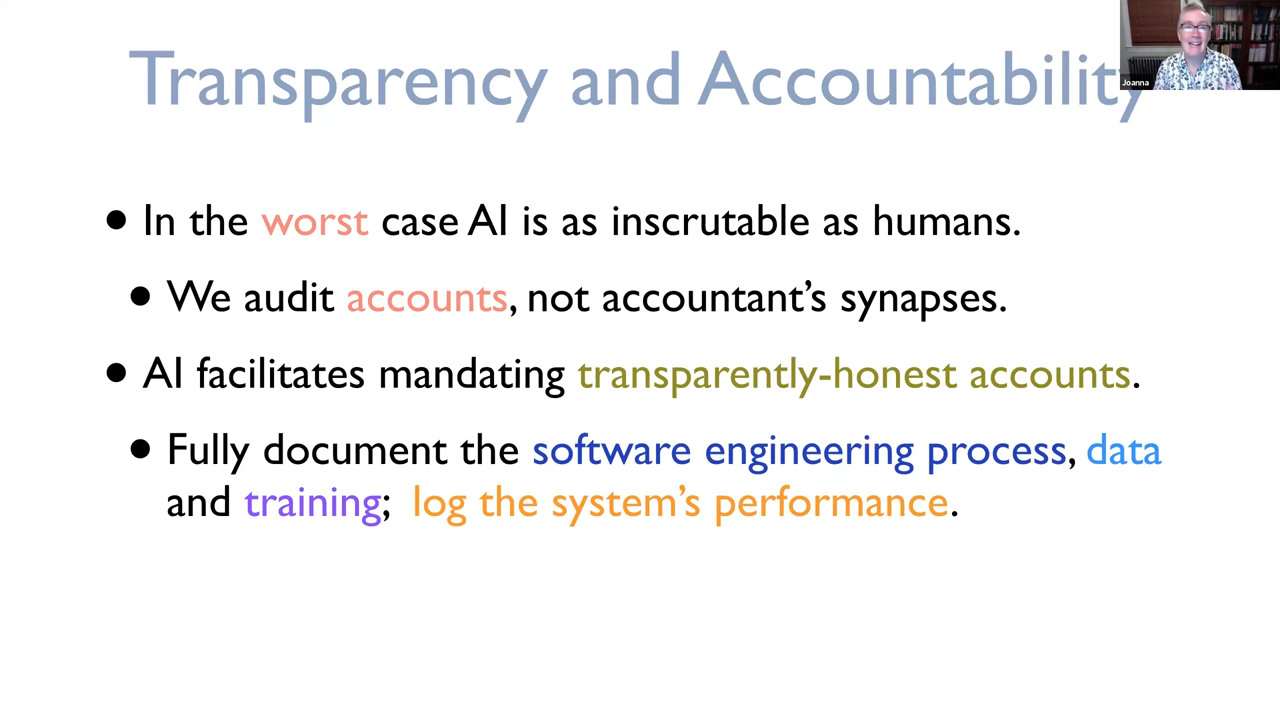 Transparency and Accountability
Joanna
• In the worst case AI is as inscrutable as humans.
• We audit accounts, not accountant’s synapses.
• AI facilitates mandating transparently-honest accounts.
• Fully document the software engineering process, data
and training; log the system’s performance.